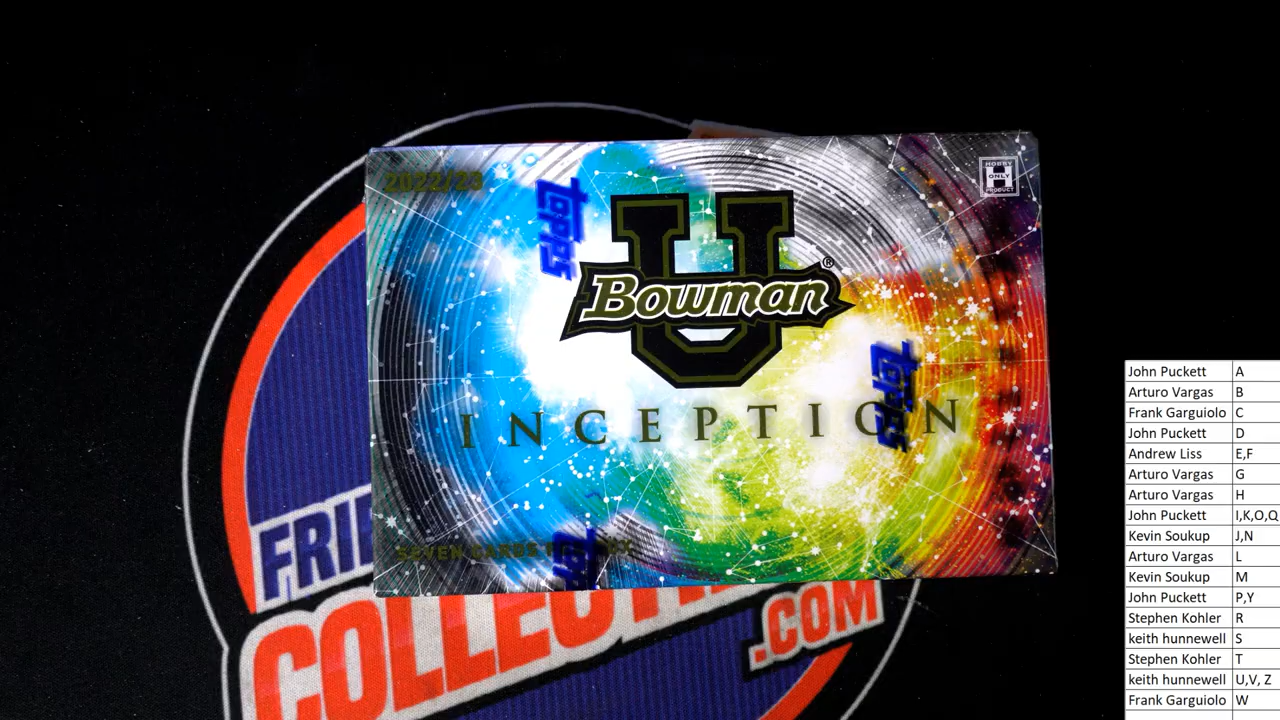 2022/23
HOBBY
H
ONLY
PRODUCT
topps
U
Bowman®
INCEPTION
topps
SEVEN CARDS
topps
COLLECTI
.COM
John Puckett A
Arturo Vargas B
Frank Garguiolo C
John Puckett D
Andrew Liss E,F
Arturo Vargas G
Arturo Vargas H
John Puckett I,K,O,Q
Kevin Soukup J,N
Arturo Vargas L
Kevin Soukup M
John Puckett P,Y
Stephen Kohler R
keith hunnewell S
Stephen Kohler T
keith hunnewell U,V, Z
Frank Garguiolo W